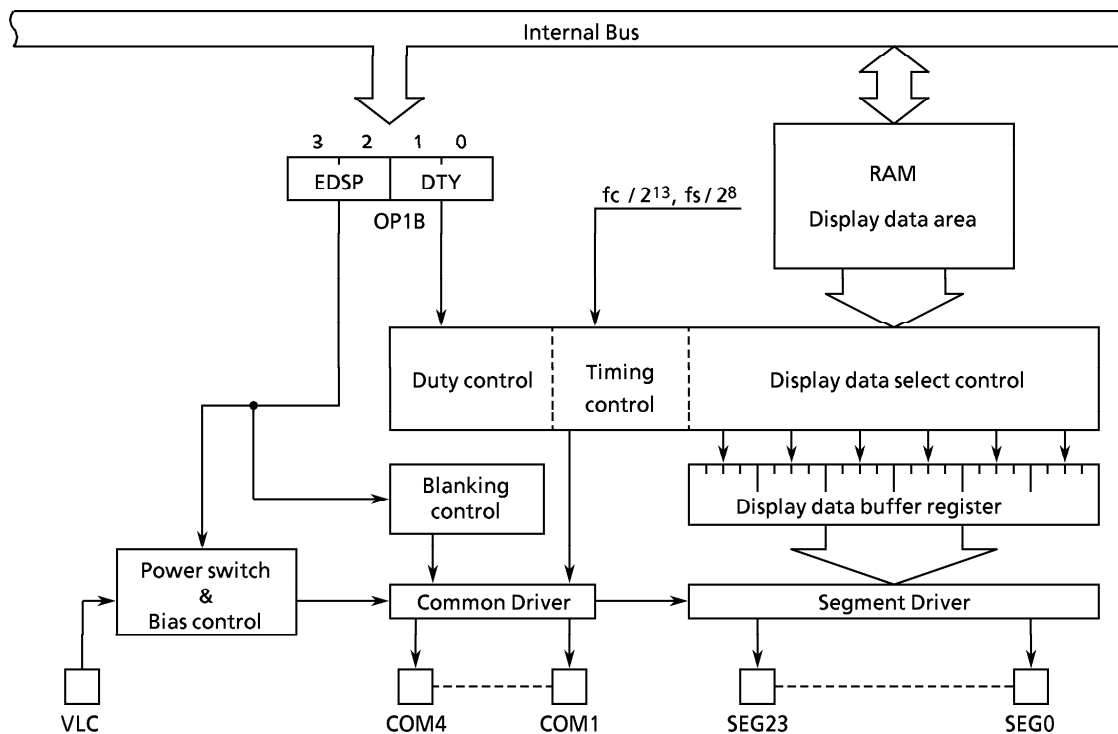 Internal Bus
3 2 1 0
EDSP DTY
OP1B
fc / 2¹³, fs / 2⁸
RAM
Display data area
Duty control
Timing
control
Display data select control
Blanking
control
Display data buffer register
Power switch
&
Bias control
Common Driver
Segment Driver
VLC
COM4
COM1
SEG23
SEG0